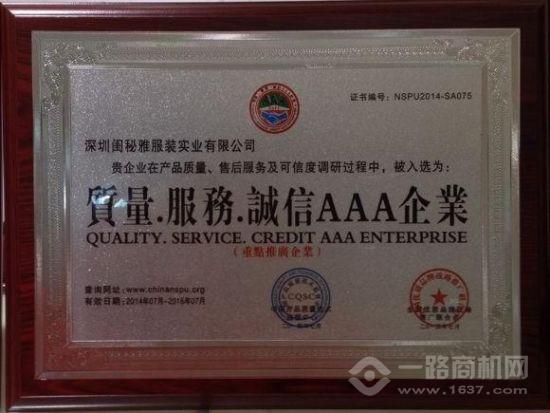 证书编号：NSPU2014-SA075
深圳闺秘雅服装实业有限公司
贵企业在产品质量、售后服务及可信度调研过程中，被入选为：
質量.服務.誠信AAA企業
QUALITY. SERVICE. CREDIT AAA ENTERPRISE
（重點推廣企業）
查询网址：www.chinanspu.org
有效日期：2014年07月-2016年07月
CQSC
一路商机网
www.1637.com